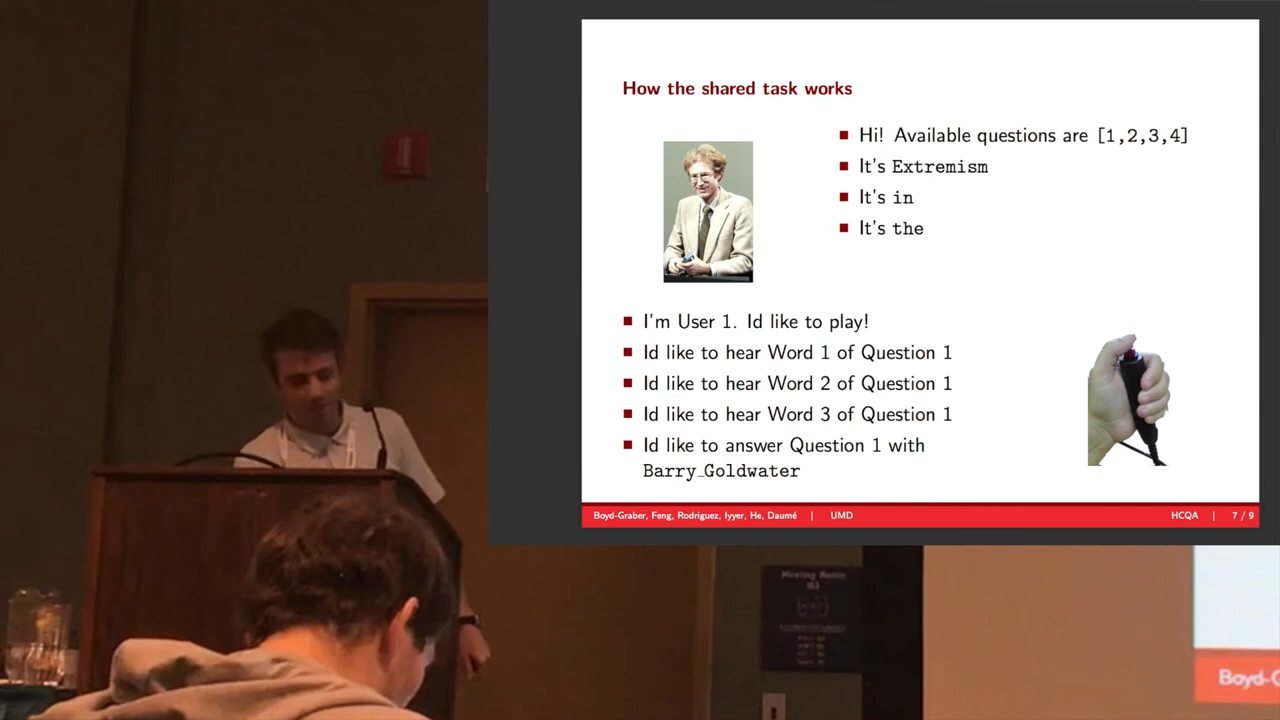 How the shared task works
Hi! Available questions are [1,2,3,4]
It's Extremism
It's in
It's the
I'm User 1. Id like to play!
Id like to hear Word 1 of Question 1
Id like to hear Word 2 of Question 1
Id like to hear Word 3 of Question 1
Id like to answer Question 1 with
Barry_Goldwater
Boyd-Graber, Feng, Rodriguez, Iyyer, He, Daumé | UMD
HCQA | 7 / 9
Meeting Room
Boyd-G